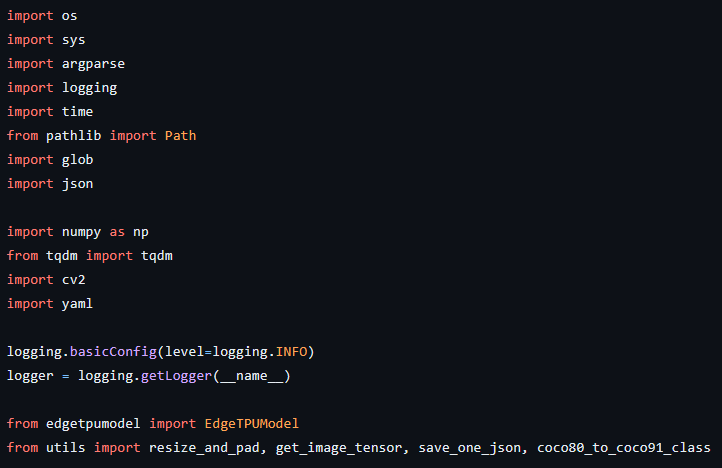 import os
import sys
import argparse
import logging
import time
from pathlib import Path
import glob
import json
import numpy as np
from tqdm import tqdm
import cv2
import yaml
logging.basicConfig(level=logging.INFO)
logger = logging.getLogger(__name__)
from edgetpumodel import EdgeTPUModel
from utils import resize_and_pad, get_image_tensor, save_one_json, coco80_to_coco91_class